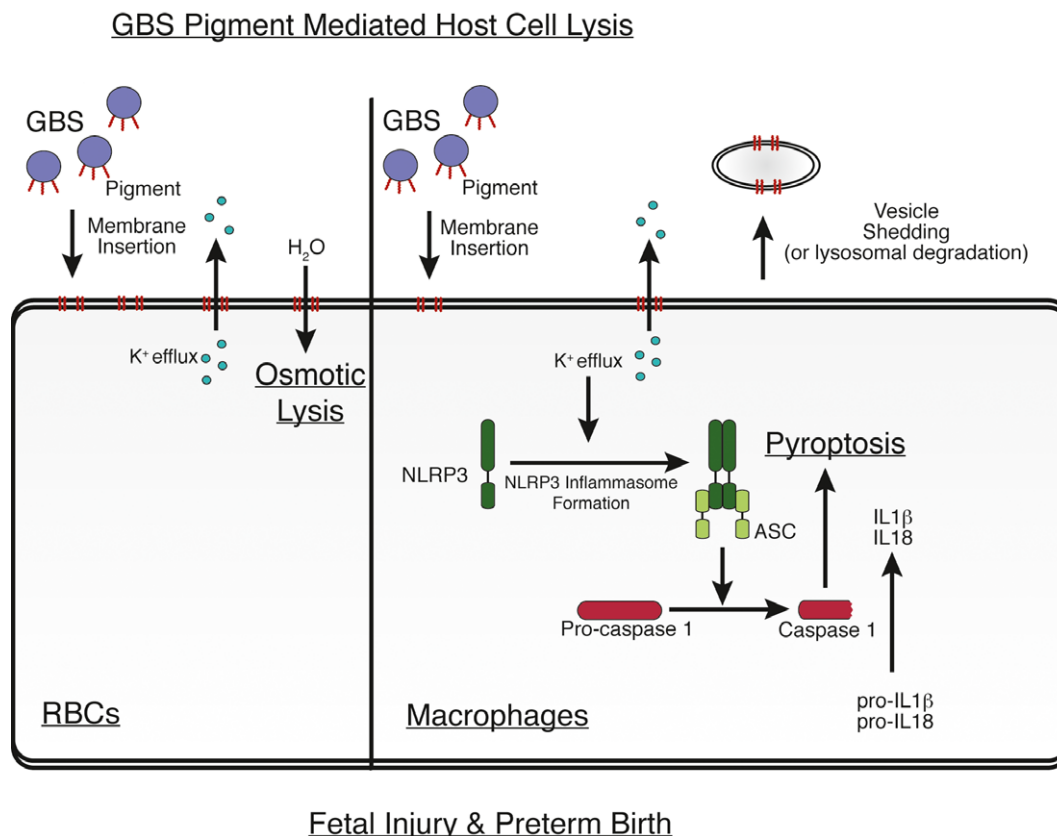 GBS Pigment Mediated Host Cell Lysis
GBS
Pigment
Membrane
Insertion
H₂O
K⁺ efflux
Osmotic
Lysis
RBCs
GBS
Pigment
Membrane
Insertion
Vesicle
Shedding
(or lysosomal degradation)
K⁺ efflux
NLRP3
NLRP3 Inflammasome
Formation
ASC
Pyroptosis
IL1β
IL18
Pro-caspase 1
Caspase 1
pro-IL1β
pro-IL18
Macrophages
Fetal Injury & Preterm Birth